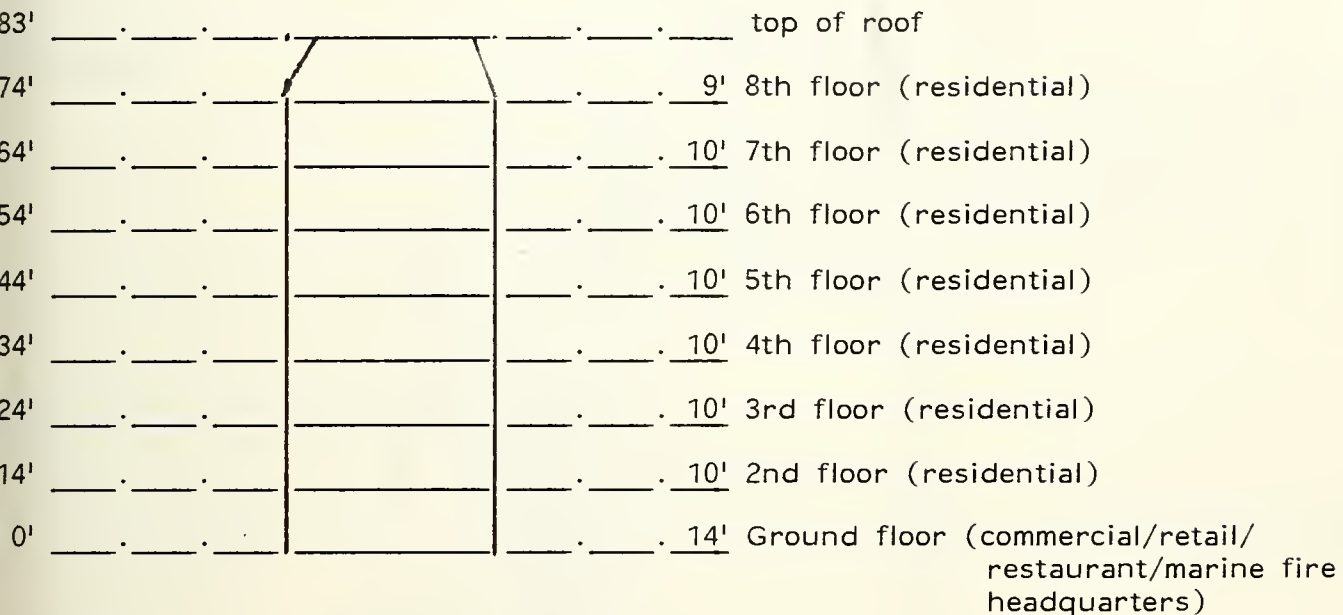 83' top of roof
74' 9' 8th floor (residential)
64' 10' 7th floor (residential)
54' 10' 6th floor (residential)
44' 10' 5th floor (residential)
34' 10' 4th floor (residential)
24' 10' 3rd floor (residential)
14' 10' 2nd floor (residential)
0' 14' Ground floor (commercial/retail/
restaurant/marine fire
headquarters)